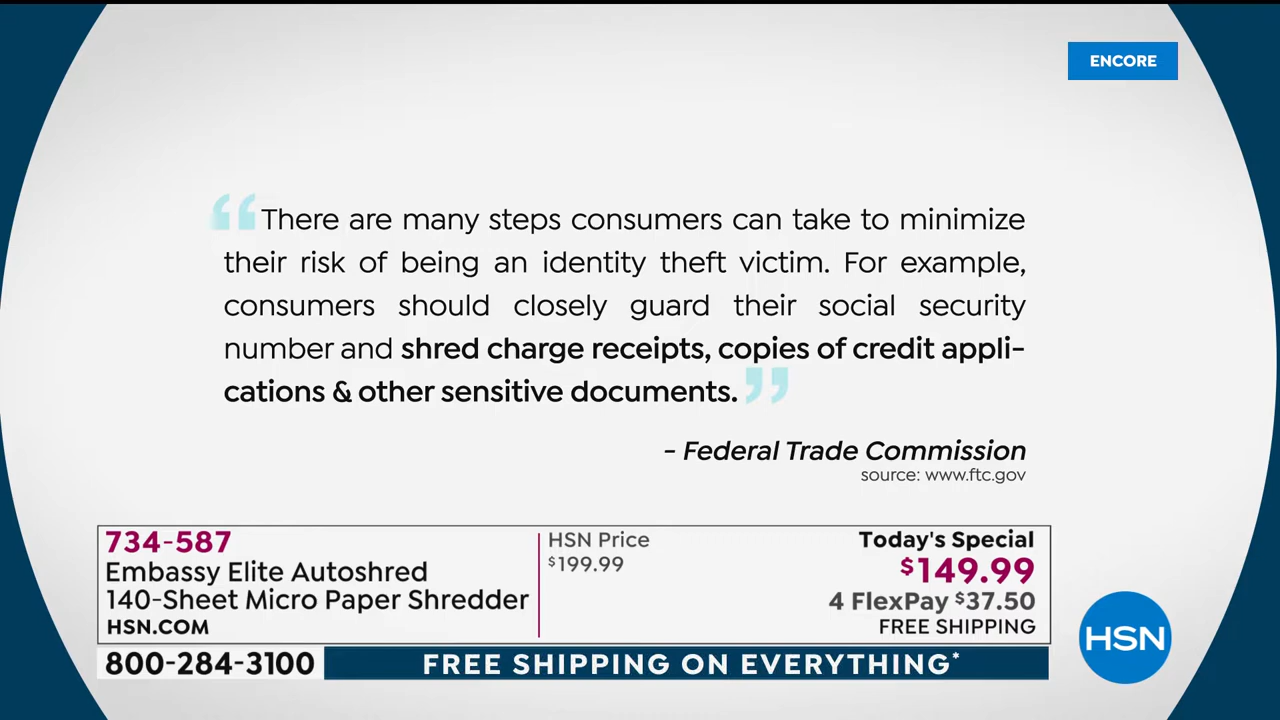 ENCORE
“There are many steps consumers can take to minimize
their risk of being an identity theft victim. For example,
consumers should closely guard their social security
number and shred charge receipts, copies of credit appli-
cations & other sensitive documents.”
- Federal Trade Commission
source: www.ftc.gov
734-587
Embassy Elite Autoshred
140-Sheet Micro Paper Shredder
HSN.COM
HSN Price
$199.99
Today's Special
$149.99
4 FlexPay $37.50
FREE SHIPPING
HSN
800-284-3100
FREE SHIPPING ON EVERYTHING*